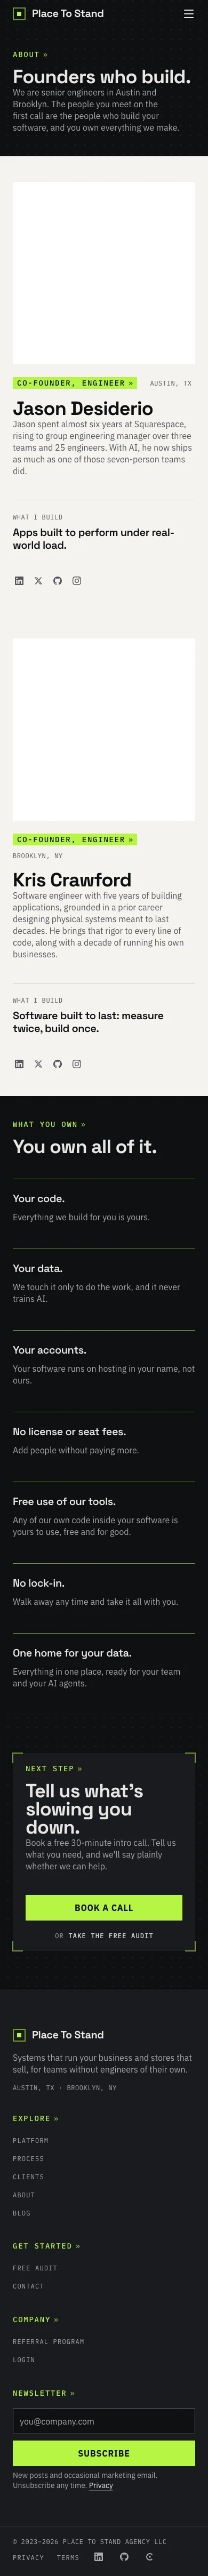 Place To Stand
ABOUT »
Founders who build.
We are senior engineers in Austin and
Brooklyn. The people you meet on the
first call are the people who build your
software, and you own everything we make.
CO-FOUNDER, ENGINEER »
AUSTIN, TX
Jason Desiderio
Jason spent almost six years at Squarespace,
rising to group engineering manager over three
teams and 25 engineers. With AI, he now ships
as much as one of those seven-person teams
did.
WHAT I BUILD
Apps built to perform under real-
world load.
CO-FOUNDER, ENGINEER »
BROOKLYN, NY
Kris Crawford
Software engineer with five years of building
applications, grounded in a prior career
designing physical systems meant to last
decades. He brings that rigor to every line of
code, along with a decade of running his own
businesses.
WHAT I BUILD
Software built to last: measure
twice, build once.
WHAT YOU OWN »
You own all of it.
Your code.
Everything we build for you is yours.
Your data.
We touch it only to do the work, and it never
trains AI.
Your accounts.
Your software runs on hosting in your name, not
ours.
No license or seat fees.
Add people without paying more.
Free use of our tools.
Any of our own code inside your software is
yours to use, free and for good.
No lock-in.
Walk away any time and take it all with you.
One home for your data.
Everything in one place, ready for your team
and your AI agents.
NEXT STEP »
Tell us what's
slowing you
down.
Book a free 30-minute intro call. Tell us
what you need, and we'll say plainly
whether we can help.
BOOK A CALL
OR TAKE THE FREE AUDIT
Place To Stand
Systems that run your business and stores that
sell, for teams without engineers of their own.
AUSTIN, TX · BROOKLYN, NY
EXPLORE »
PLATFORM
PROCESS
CLIENTS
ABOUT
BLOG
GET STARTED »
FREE AUDIT
CONTACT
COMPANY »
REFERRAL PROGRAM
LOGIN
NEWSLETTER »
you@company.com
SUBSCRIBE
New posts and occasional marketing email.
Unsubscribe any time. Privacy
© 2023–2026 PLACE TO STAND AGENCY LLC
PRIVACY TERMS